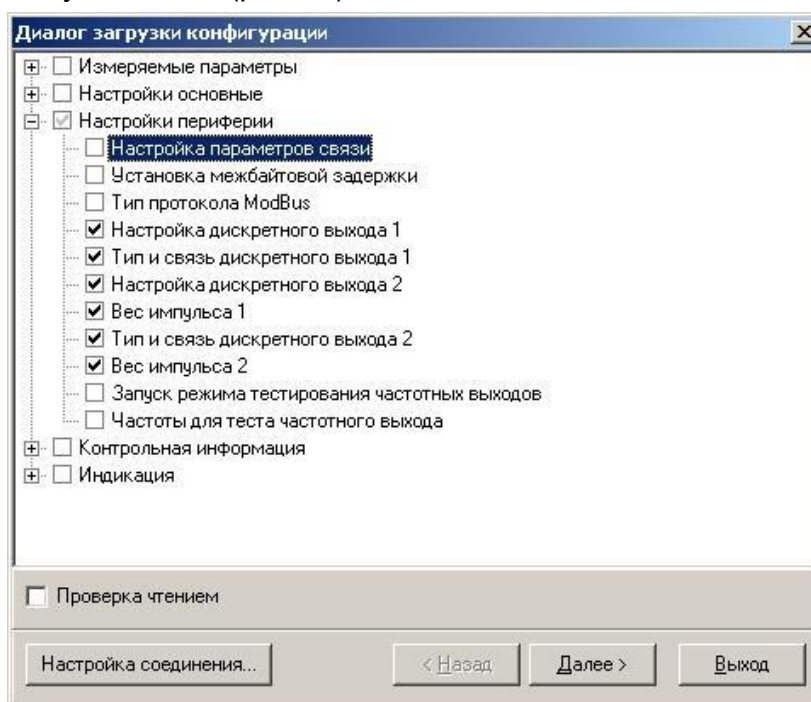 Диалог загрузки конфигурации
Измеряемые параметры
Настройки основные
Настройки периферии
Настройка параметров связи
Установка межбайтовой задержки
Тип протокола ModBus
Настройка дискретного выхода 1
Тип и связь дискретного выхода 1
Настройка дискретного выхода 2
Вес импульса 1
Тип и связь дискретного выхода 2
Вес импульса 2
Запуск режима тестирования частотных выходов
Частоты для теста частотного выхода
Контрольная информация
Индикация
Проверка чтением
Настройка соединения... < Назад Далее > Выход